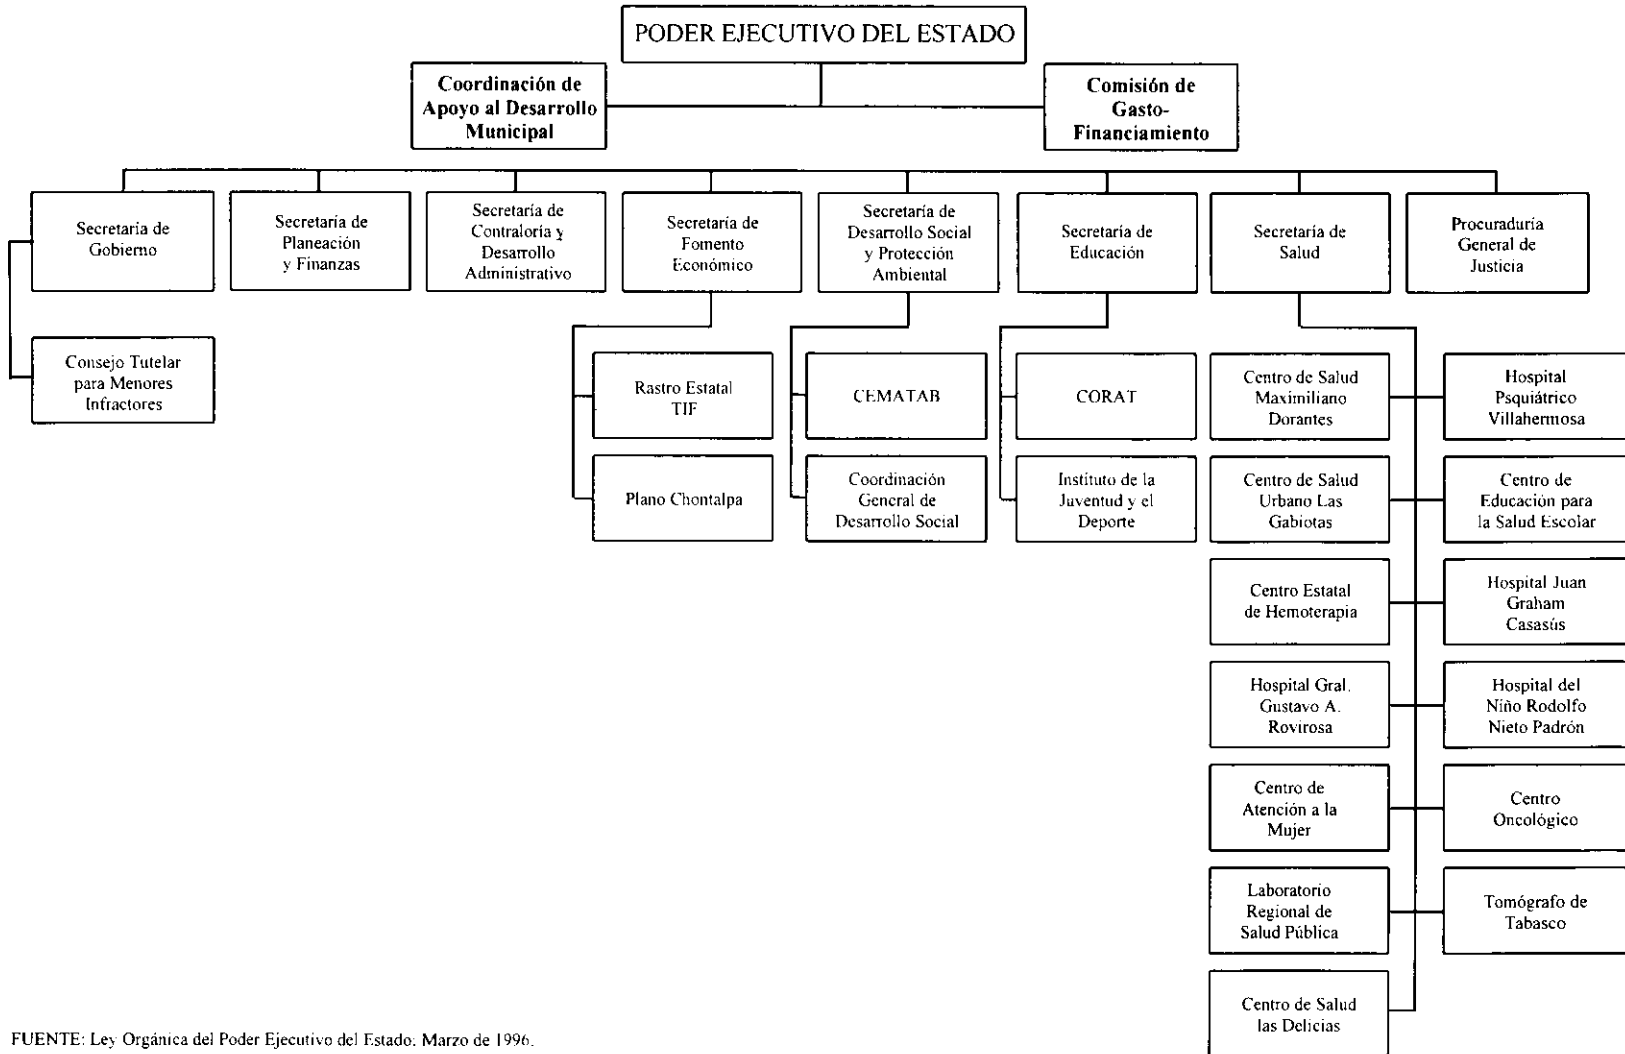 PODER EJECUTIVO DEL ESTADO
Coordinación de
Apoyo al Desarrollo
Municipal
Comisión de
Gasto-
Financiamiento
Secretaría de
Gobierno
Secretaría de
Planeación
y Finanzas
Secretaría de
Contraloría y
Desarrollo
Administrativo
Secretaría de
Fomento
Económico
Secretaría de
Desarrollo Social
y Protección
Ambiental
Secretaría de
Educación
Secretaría de
Salud
Procuraduría
General de
Justicia
Consejo Tutelar
para Menores
Infractores
Rastro Estatal
TIF
Plano Chontalpa
CEMATAB
Coordinación
General de
Desarrollo Social
CORAT
Instituto de la
Juventud y el
Deporte
Centro de Salud
Maximiliano
Dorantes
Hospital
Psquiátrico
Villahermosa
Centro de Salud
Urbano Las
Gabiotas
Centro de
Educación para
la Salud Escolar
Centro Estatal
de Hemoterapia
Hospital Juan
Graham
Casasús
Hospital Gral.
Gustavo A.
Rovirosa
Hospital del
Niño Rodolfo
Nieto Padrón
Centro de
Atención a la
Mujer
Centro
Oncológico
Laboratorio
Regional de
Salud Pública
Tomógrafo de
Tabasco
Centro de Salud
las Delicias
FUENTE: Ley Orgánica del Poder Ejecutivo del Estado; Marzo de 1996.